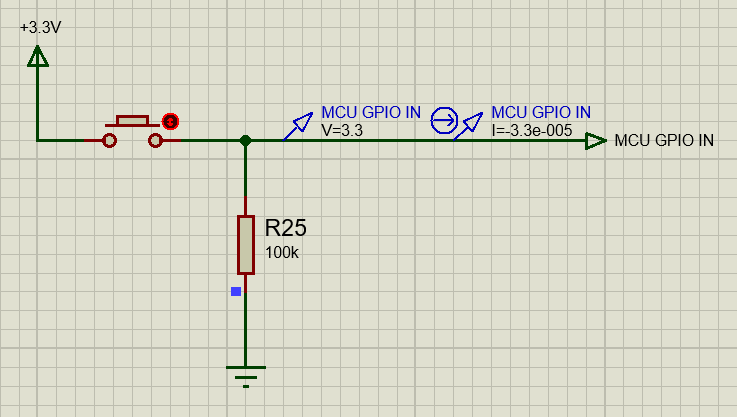 +3.3V
MCU GPIO IN
V=3.3
MCU GPIO IN
I=-3.3e-005
MCU GPIO IN
R25
100k